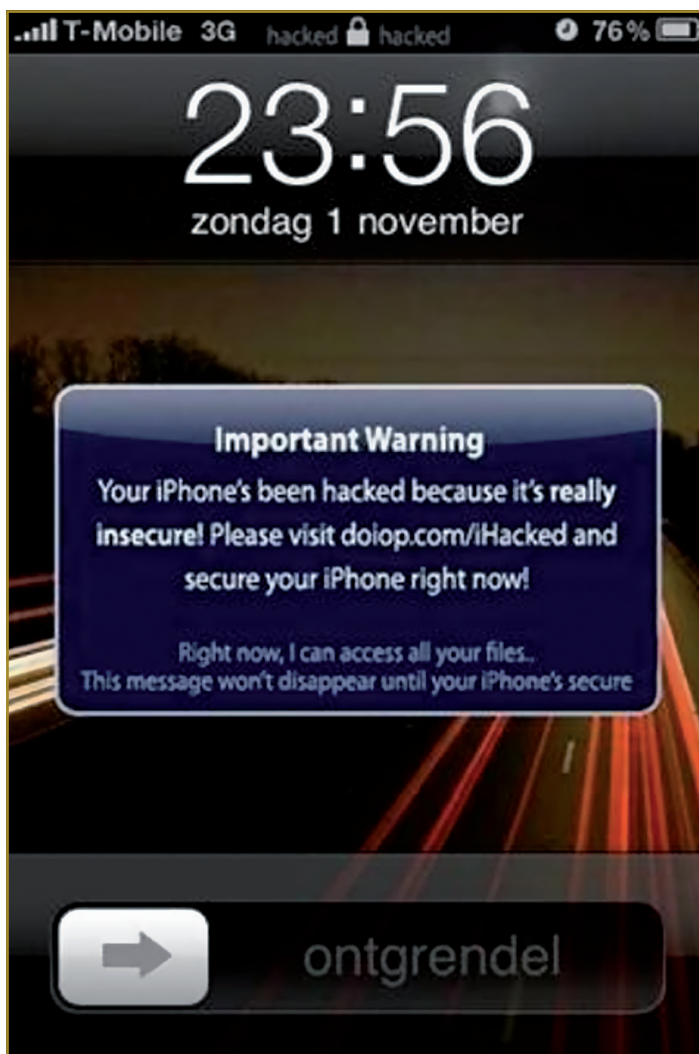 T-Mobile 3G hacked hacked 76%
23:56
zondag 1 november
Important Warning
Your iPhone's been hacked because it's really
insecure! Please visit doiop.com/iHacked and
secure your iPhone right now!
Right now, I can access all your files..
This message won't disappear until your iPhone's secure
ontgrendel